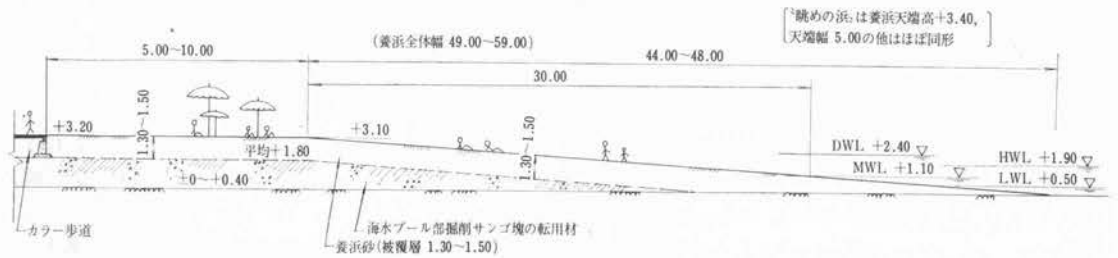 「眺めの浜」は養浜天端高+3.40,
天端幅 5.00の他はほぼ同形
5.00~10.00
(養浜全体幅 49.00~59.00)
44.00~48.00
30.00
+3.20
1.30~1.50
+3.10
1.30~1.50
平均+1.80
±0~+0.40
DWL +2.40
HWL +1.90
MWL +1.10
LWL +0.50
カラー歩道
海水プール部掘削サンゴ塊の転用材
養浜砂(被覆層 1.30~1.50)